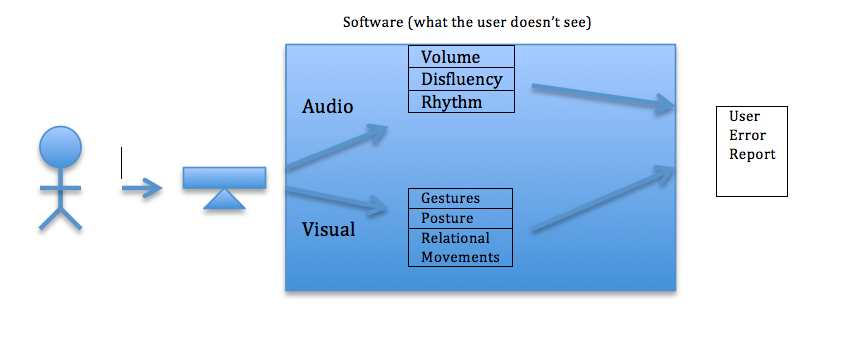 Software (what the user doesn't see)
Audio
Volume
Disfluency
Rhythm
Visual
Gestures
Posture
Relational
Movements
User
Error
Report